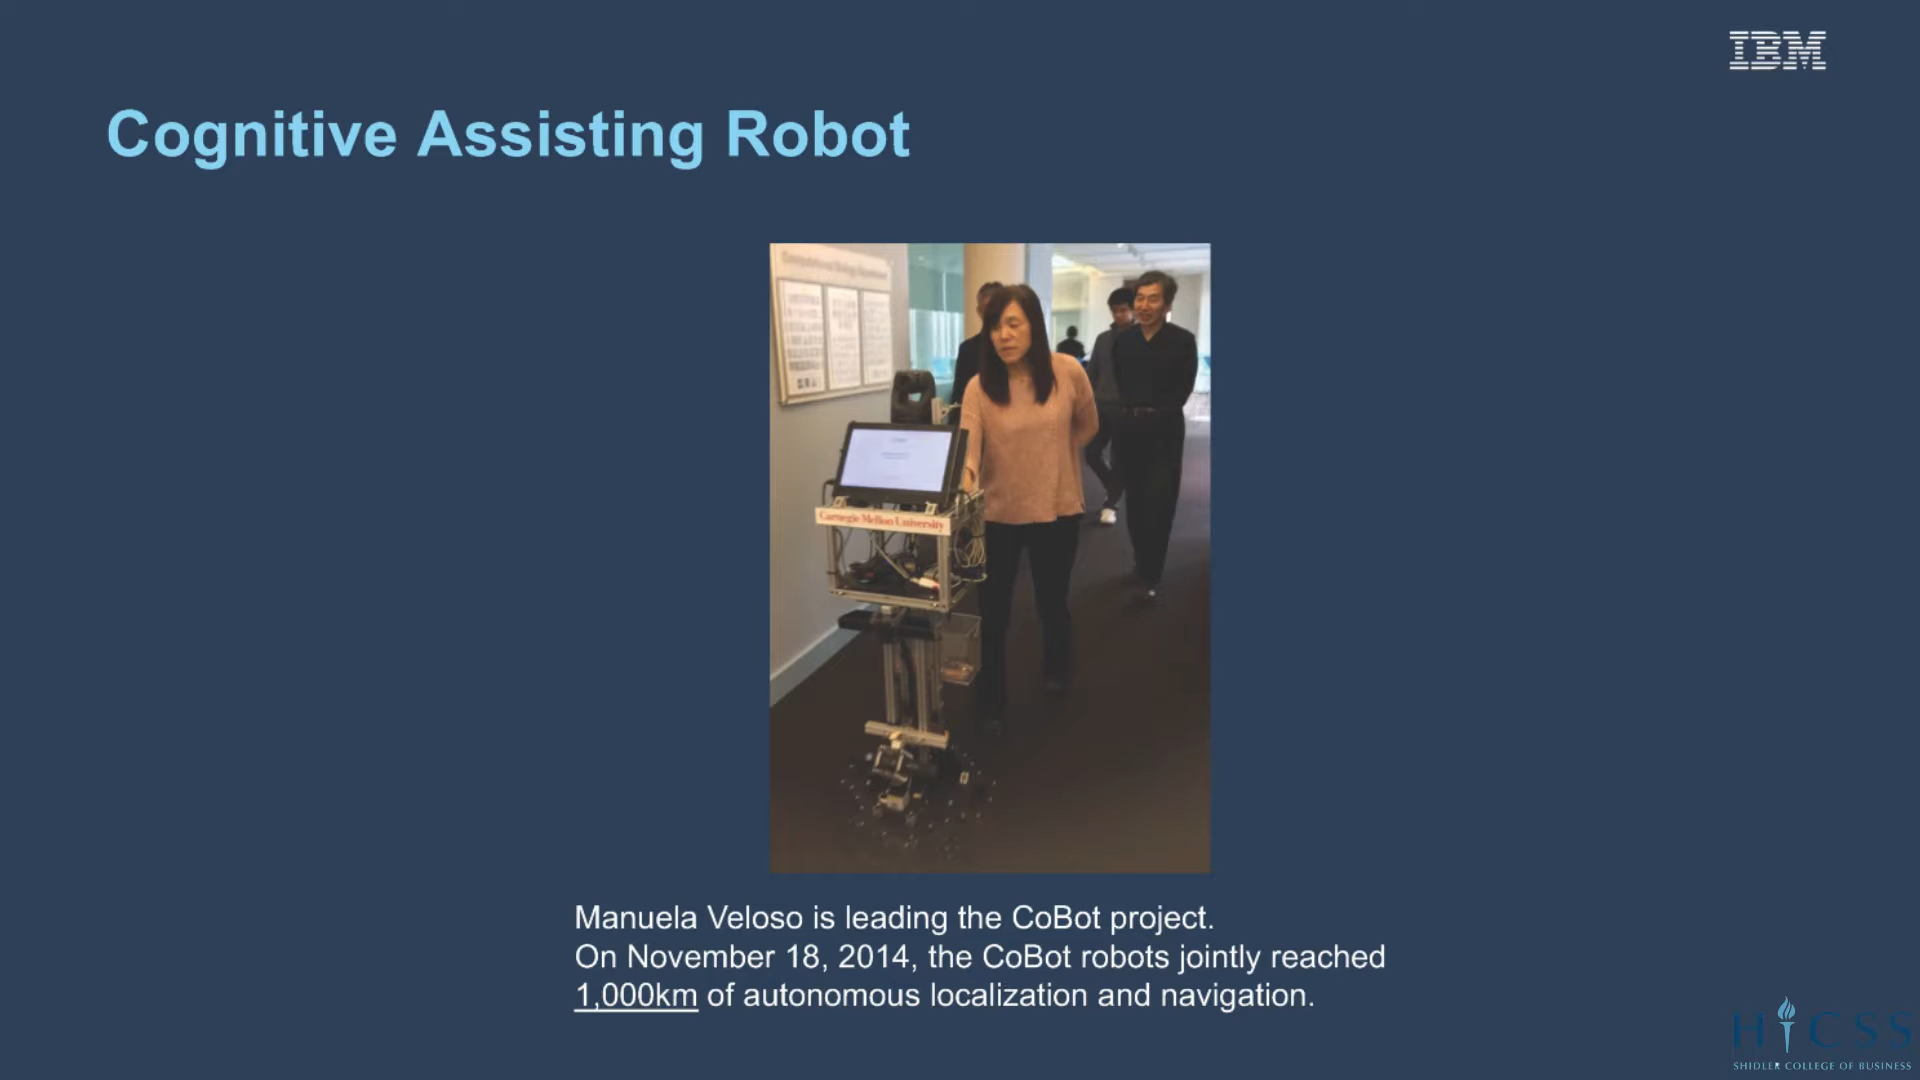 IBM
Cognitive Assisting Robot
Carnegie Mellon University
Manuela Veloso is leading the CoBot project.
On November 18, 2014, the CoBot robots jointly reached
1,000km of autonomous localization and navigation.
HICSS
SHIDLER COLLEGE OF BUSINESS